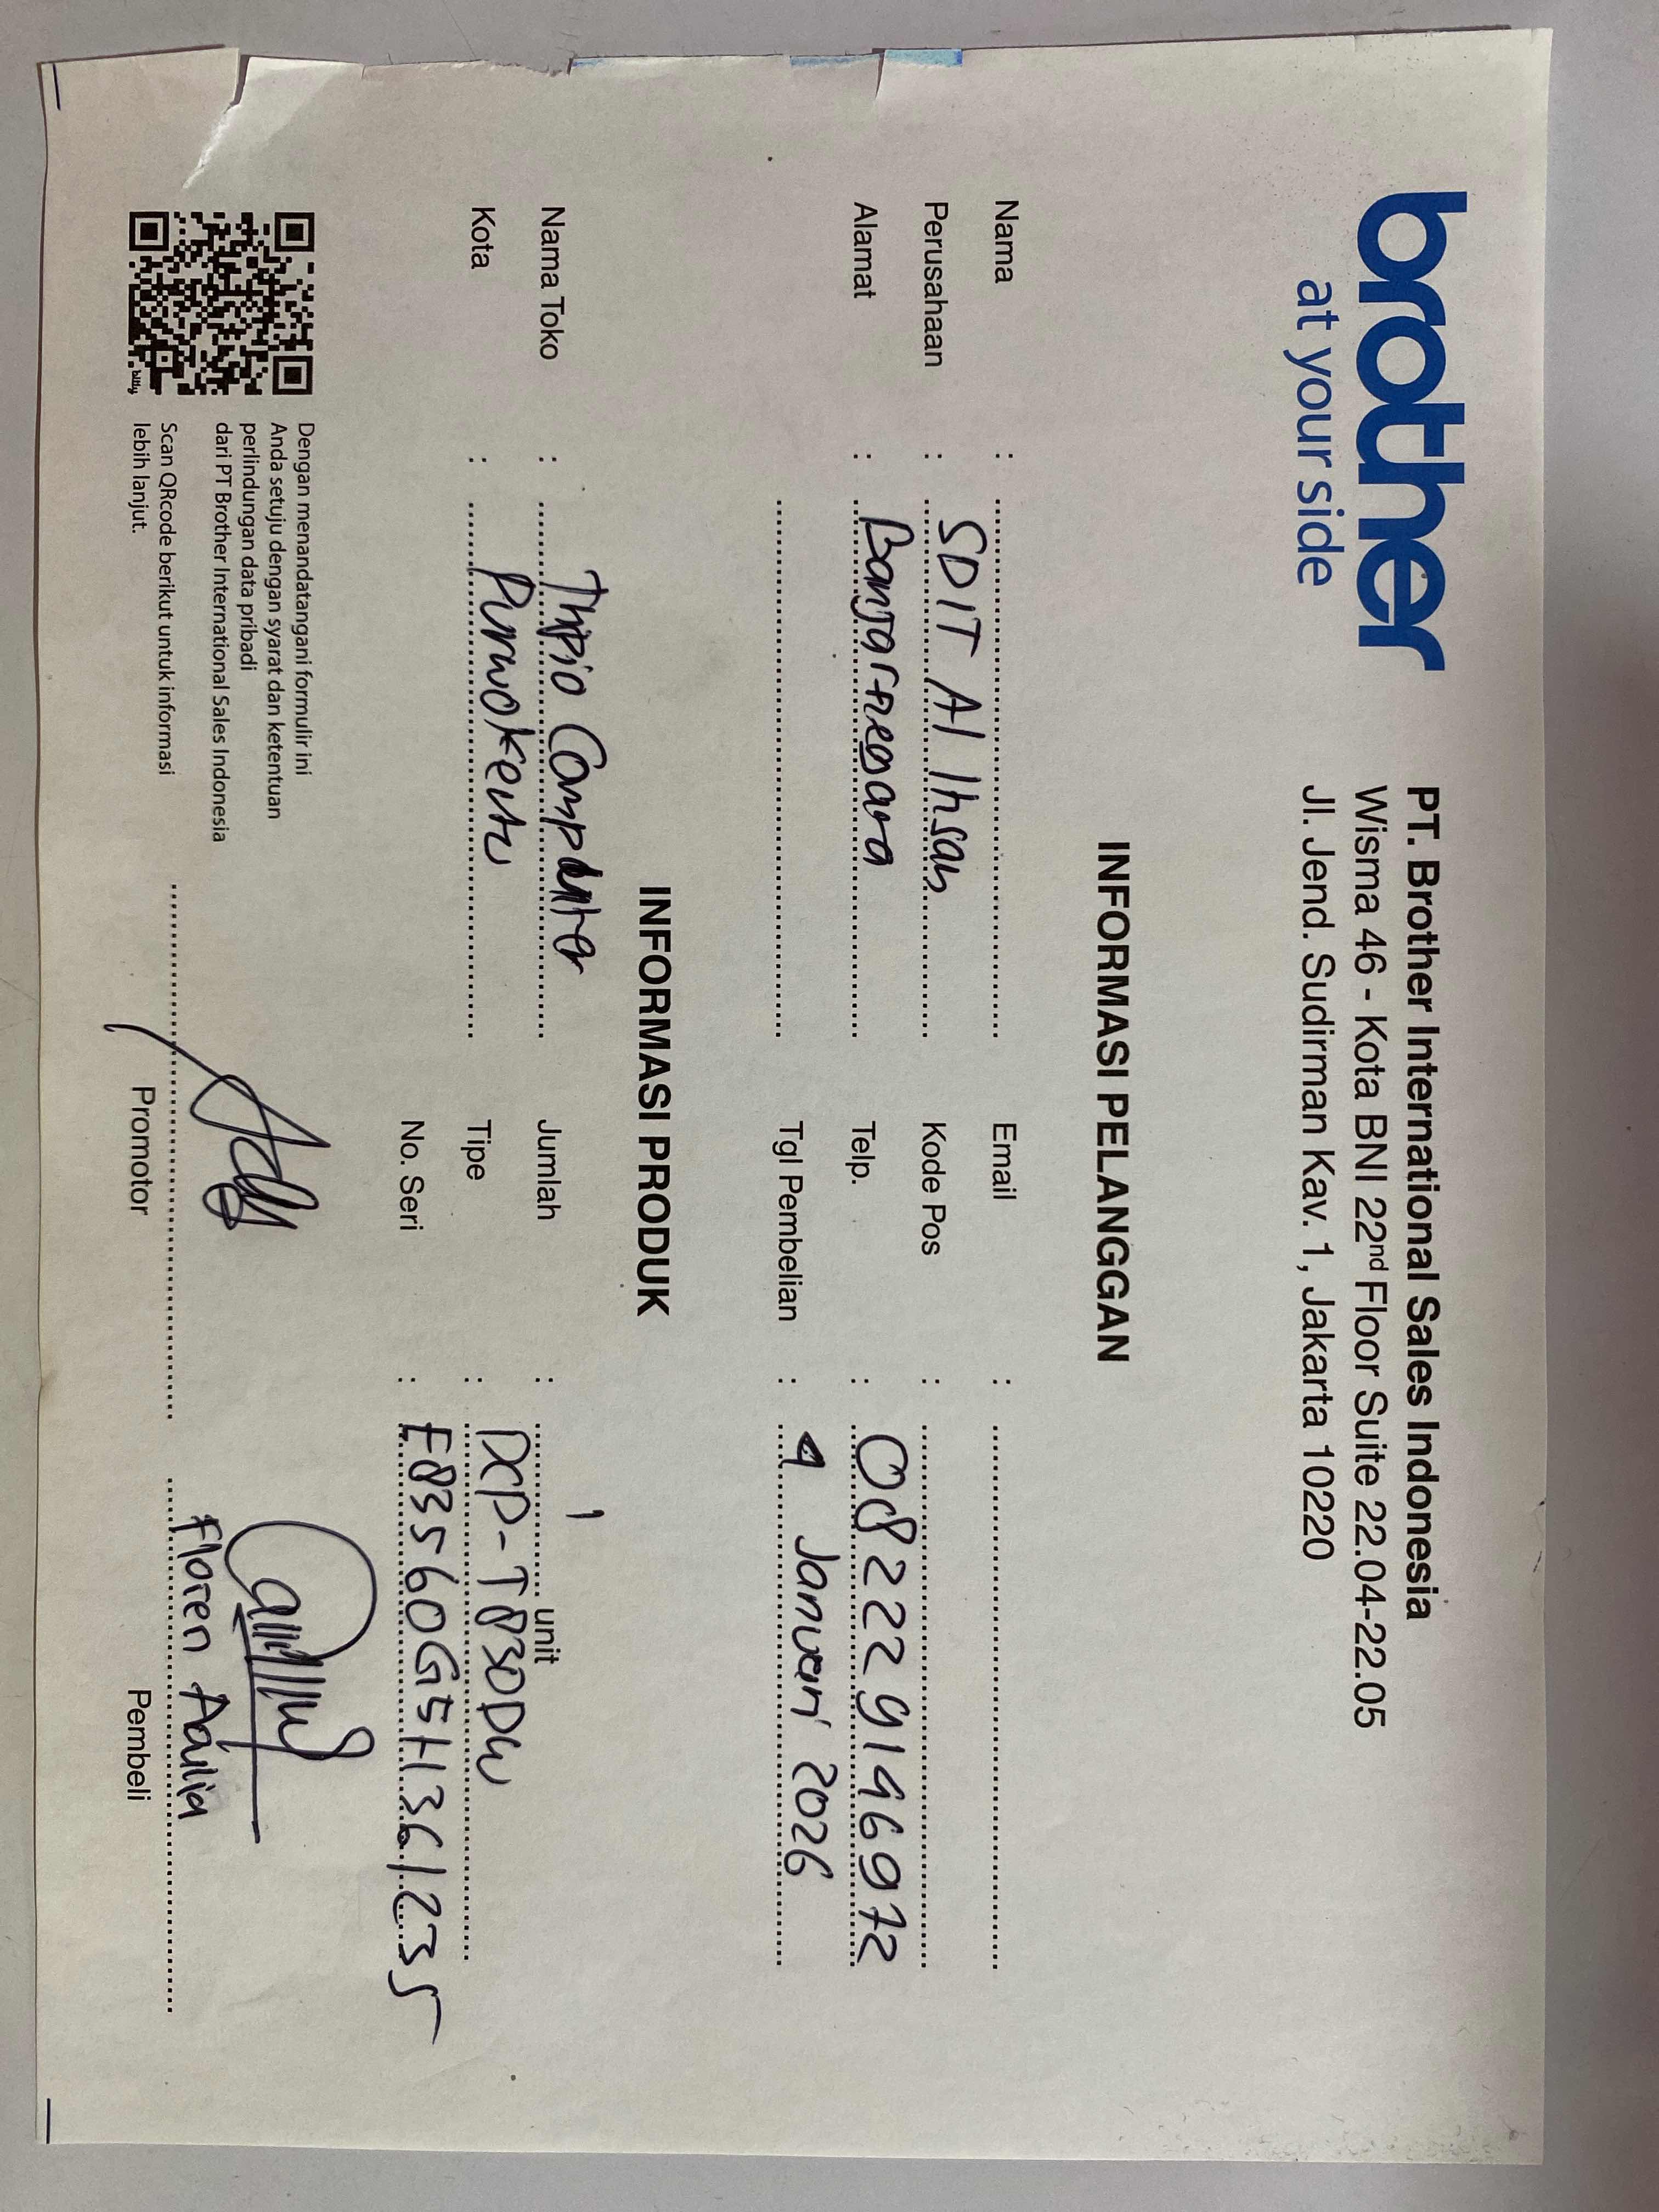 brother
at your side
PT. Brother International Sales Indonesia
Wisma 46 - Kota BNI 22nd Floor Suite 22.04-22.05
Jl. Jend. Sudirman Kav. 1, Jakarta 10220
INFORMASI PELANGGAN
Nama : Email :
Perusahaan : SDIT Al Ihsan Kode Pos :
Alamat : Banjarnegara Telp. : 082229146972
Tgl Pembelian : 4 Januari 2026
INFORMASI PRODUK
Nama Toko : Computer Jumlah : 1 unit
Kota : Purwokerto Tipe : DCP-T830DW
No. Seri : E83560G5H1361235
Dengan menandatangani formulir ini
Anda setuju dengan syarat dan ketentuan
perlindungan data pribadi
dari PT Brother International Sales Indonesia
Scan QRcode berikut untuk informasi
lebih lanjut.
bitly
Promotor
Floren Aulia
Pembeli